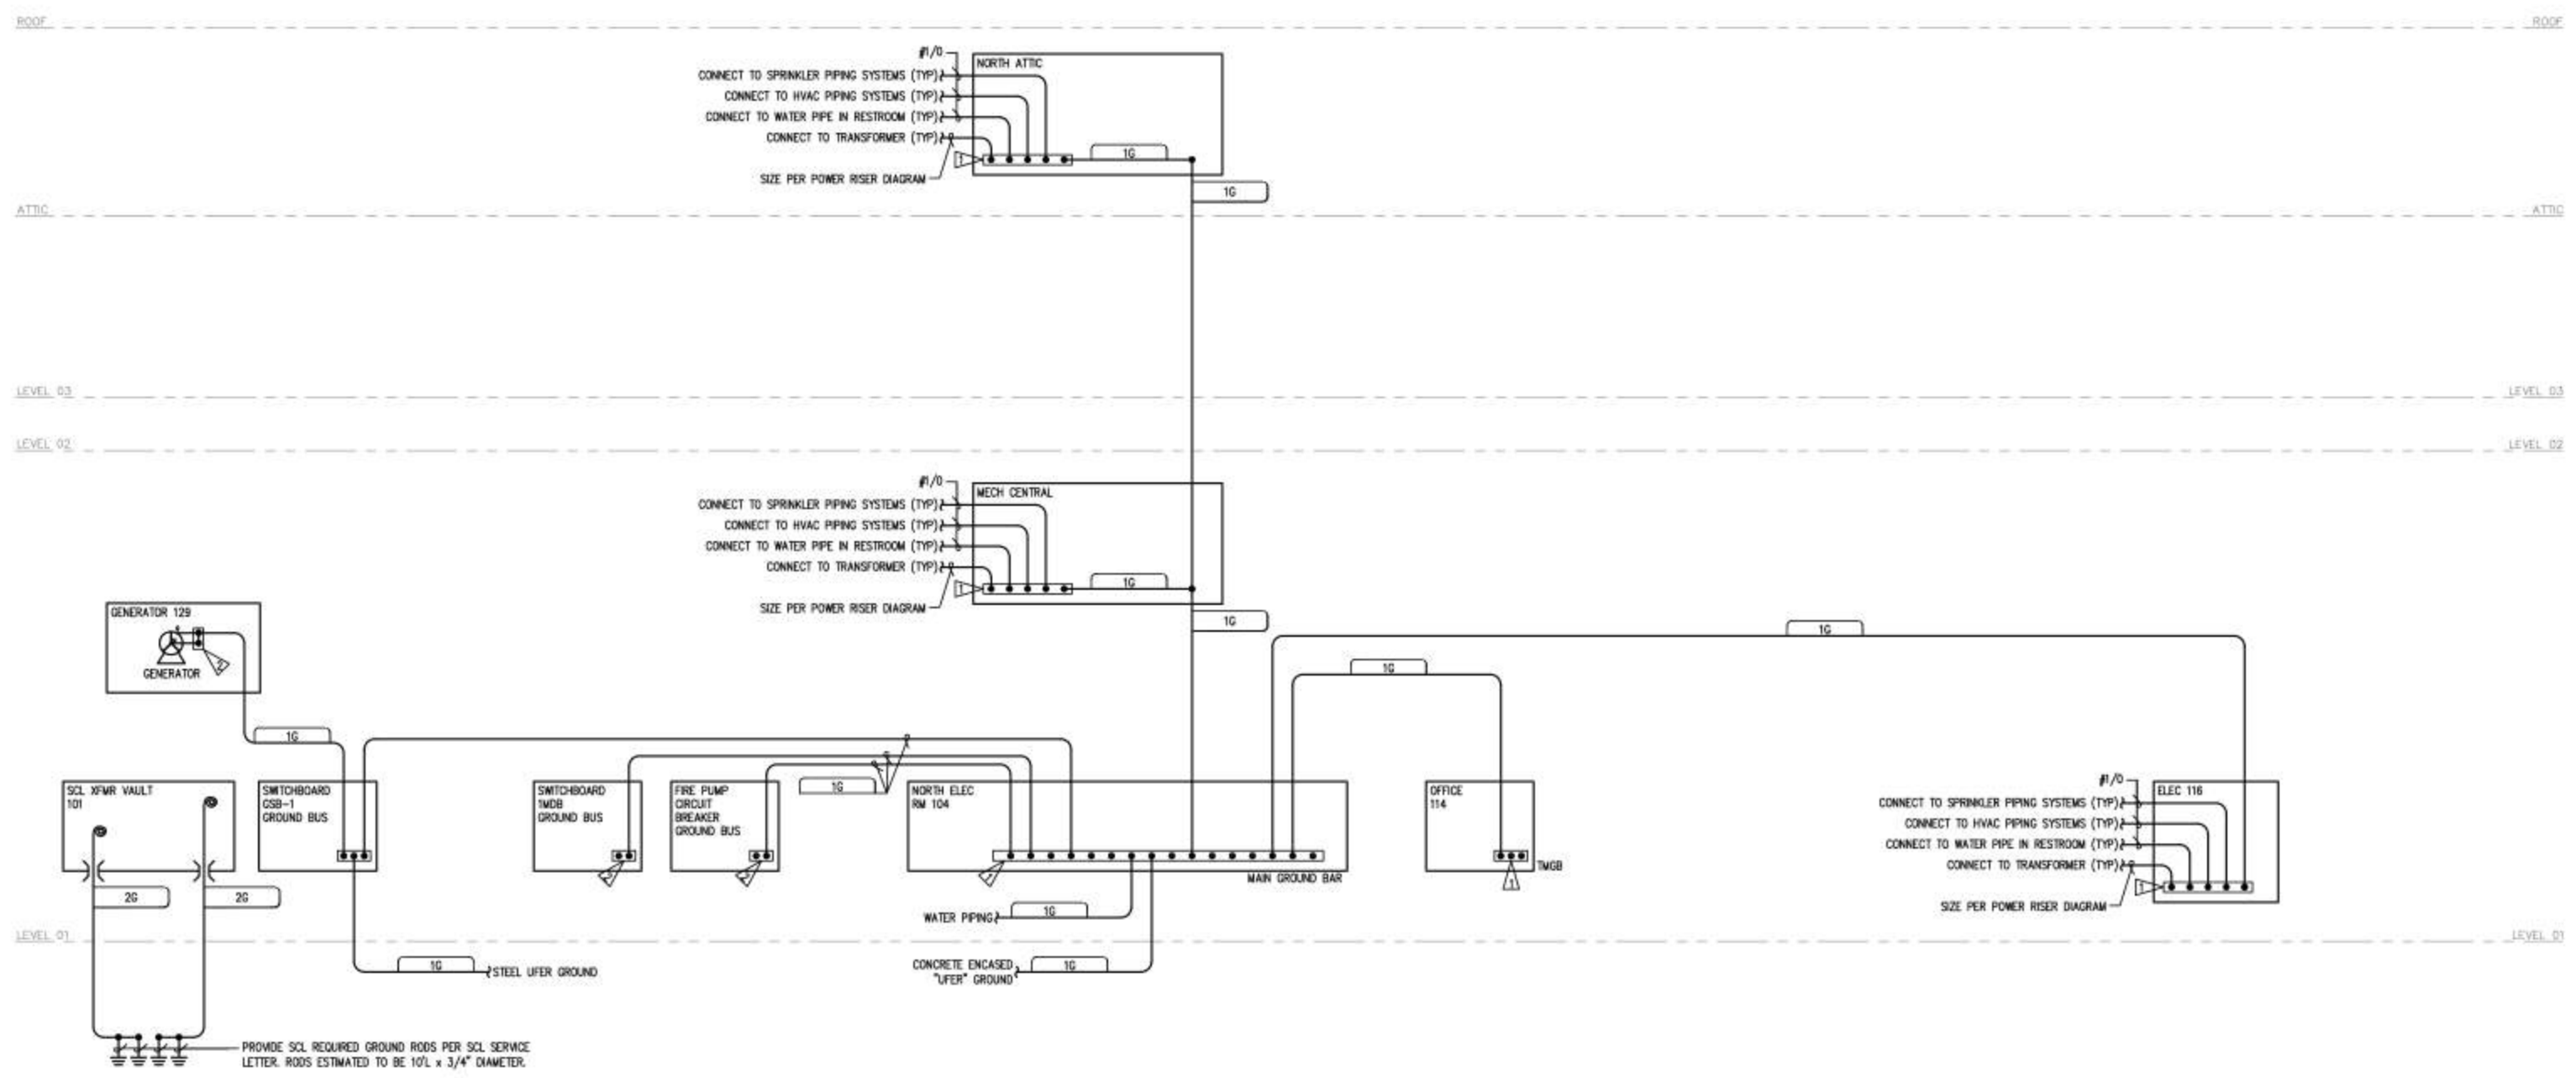 ROOF
ROOF
#1/0
NORTH ATTIC
CONNECT TO SPRINKLER PIPING SYSTEMS (TYP)
CONNECT TO HVAC PIPING SYSTEMS (TYP)
CONNECT TO WATER PIPE IN RESTROOM (TYP)
CONNECT TO TRANSFORMER (TYP)
1
1G
SIZE PER POWER RISER DIAGRAM
1G
ATTIC
ATTIC
LEVEL 03
LEVEL 03
LEVEL 02
LEVEL 02
#1/0
MECH CENTRAL
CONNECT TO SPRINKLER PIPING SYSTEMS (TYP)
CONNECT TO HVAC PIPING SYSTEMS (TYP)
CONNECT TO WATER PIPE IN RESTROOM (TYP)
CONNECT TO TRANSFORMER (TYP)
1
1G
SIZE PER POWER RISER DIAGRAM
1G
GENERATOR 129
2
GENERATOR
1G
1G
1G
1G
SCL XFMR VAULT
101
SWITCHBOARD
GSB-1
GROUND BUS
SWITCHBOARD
1MDB
GROUND BUS
2
FIRE PUMP
CIRCUIT
BREAKER
GROUND BUS
2
NORTH ELEC
RM 104
1
MAIN GROUND BAR
OFFICE
114
TMGB
1
#1/0
ELEC 116
CONNECT TO SPRINKLER PIPING SYSTEMS (TYP)
CONNECT TO HVAC PIPING SYSTEMS (TYP)
CONNECT TO WATER PIPE IN RESTROOM (TYP)
CONNECT TO TRANSFORMER (TYP)
1
SIZE PER POWER RISER DIAGRAM
2G
2G
WATER PIPING
1G
LEVEL 01
LEVEL 01
1G
STEEL UFER GROUND
CONCRETE ENCASED
"UFER" GROUND
1G
PROVIDE SCL REQUIRED GROUND RODS PER SCL SERVICE
LETTER. RODS ESTIMATED TO BE 10'L x 3/4" DIAMETER.